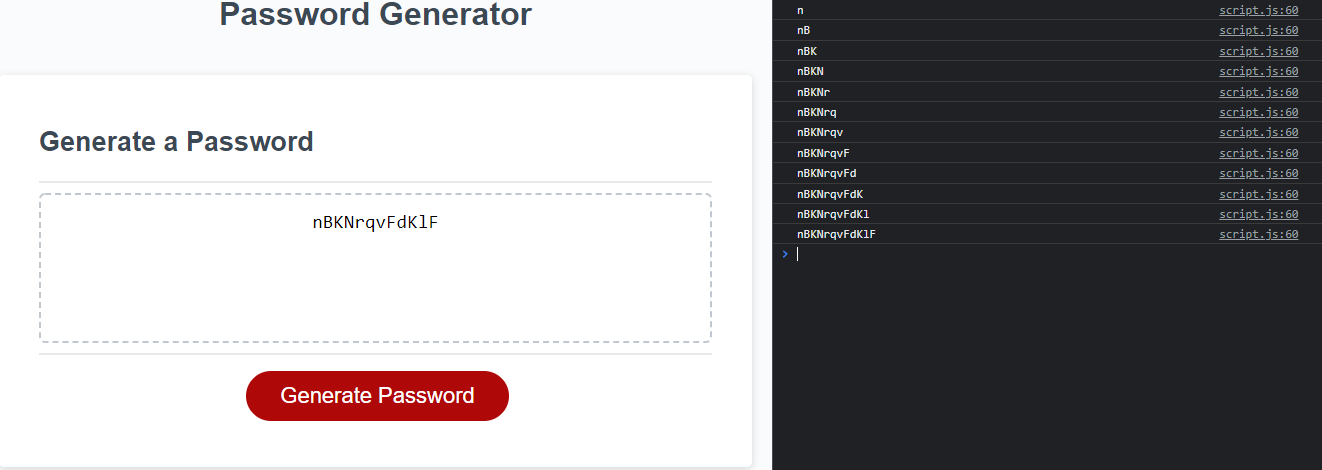 Password Generator
Generate a Password
nBKNrqvFdKlF
Generate Password
n script.js:60
nB script.js:60
nBK script.js:60
nBKN script.js:60
nBKNr script.js:60
nBKNrq script.js:60
nBKNrqv script.js:60
nBKNrqvF script.js:60
nBKNrqvFd script.js:60
nBKNrqvFdK script.js:60
nBKNrqvFdKl script.js:60
nBKNrqvFdKlF script.js:60